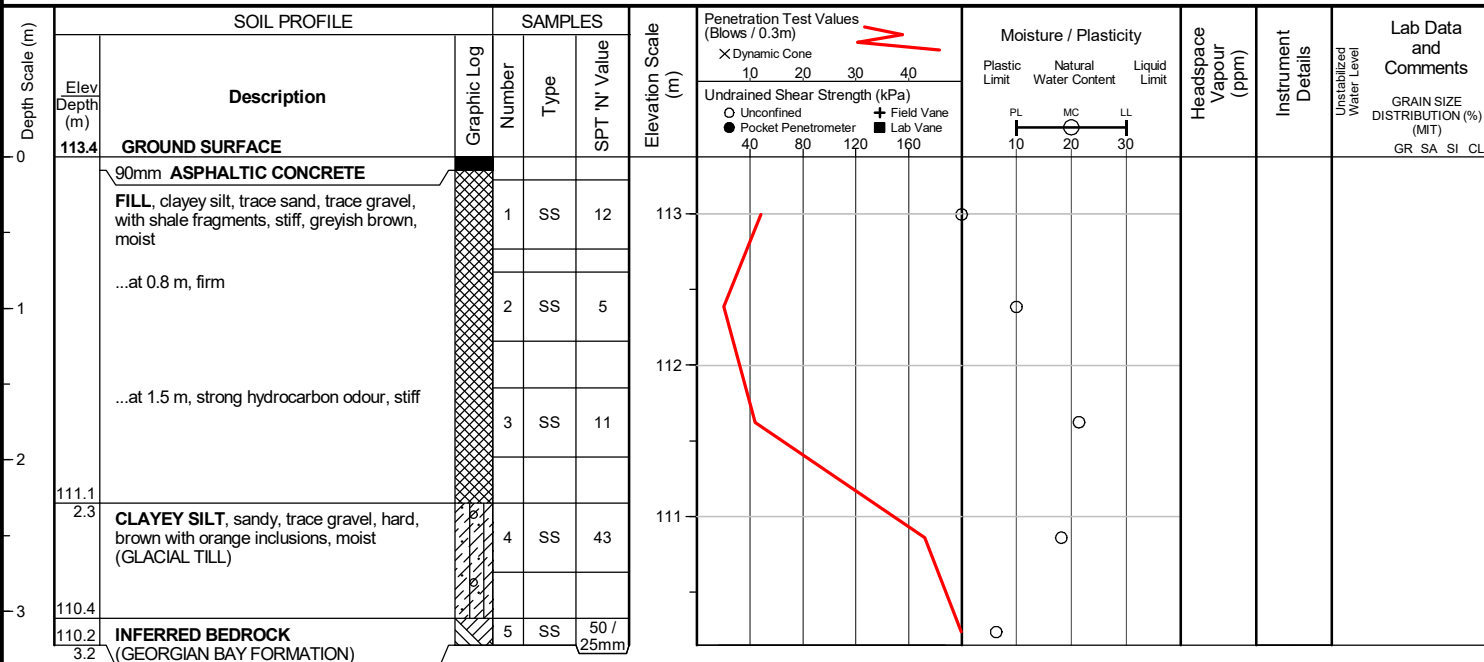 SOIL PROFILE
SAMPLES
Depth Scale (m)
Elev
Depth
(m)
Description
Graphic Log
Number
Type
SPT 'N' Value
Elevation Scale
(m)
Penetration Test Values
(Blows / 0.3m)
× Dynamic Cone
10 20 30 40
Undrained Shear Strength (kPa)
Unconfined
Field Vane
Pocket Penetrometer
Lab Vane
40 80 120 160
Moisture / Plasticity
Plastic
Limit
Natural
Water Content
Liquid
Limit
PL MC LL
10 20 30
Headspace
Vapour
(ppm)
Instrument
Details
Unstabilized
Water Level
Lab Data
and
Comments
GRAIN SIZE
DISTRIBUTION (%)
(MIT)
GR SA SI CL
113.4 GROUND SURFACE
0
90mm ASPHALTIC CONCRETE
FILL, clayey silt, trace sand, trace gravel,
with shale fragments, stiff, greyish brown,
moist
1 SS 12
113
...at 0.8 m, firm
1
2 SS 5
112
...at 1.5 m, strong hydrocarbon odour, stiff
3 SS 11
2
111.1
2.3
CLAYEY SILT, sandy, trace gravel, hard,
brown with orange inclusions, moist
(GLACIAL TILL)
4 SS 43
111
3
110.4
110.2
3.2
INFERRED BEDROCK
(GEORGIAN BAY FORMATION)
5 SS 50 /
25mm